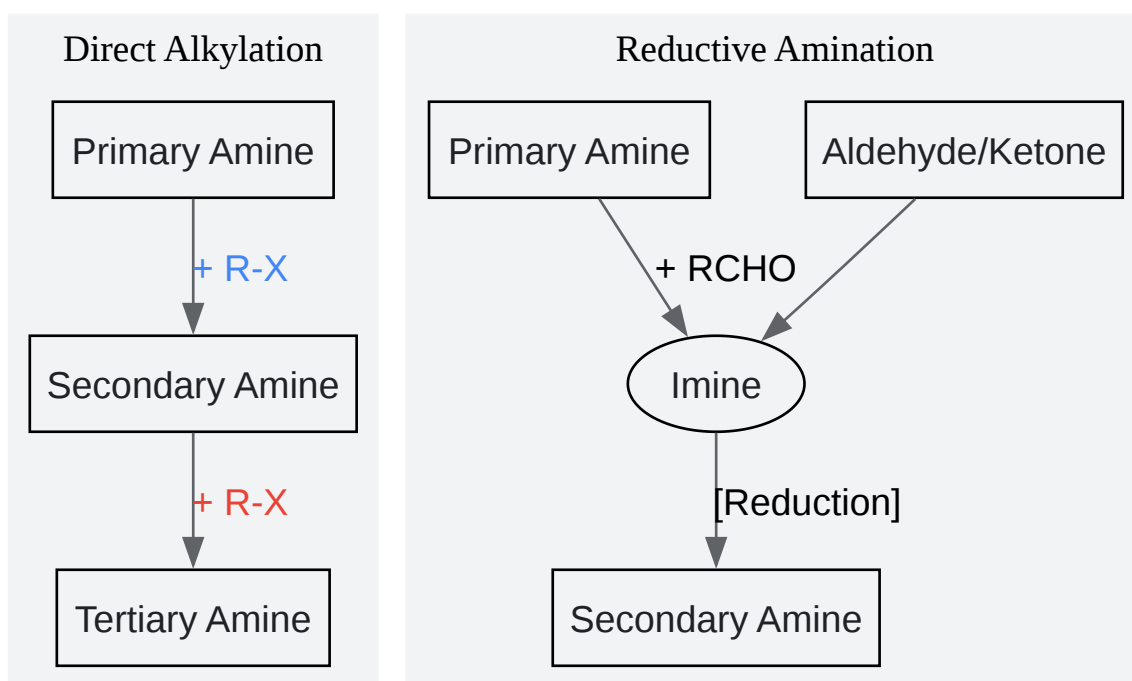 Direct Alkylation
Primary Amine
+ R-X
Secondary Amine
+ R-X
Tertiary Amine
Reductive Amination
Primary Amine
Aldehyde/Ketone
+ RCHO
Imine
[Reduction]
Secondary Amine